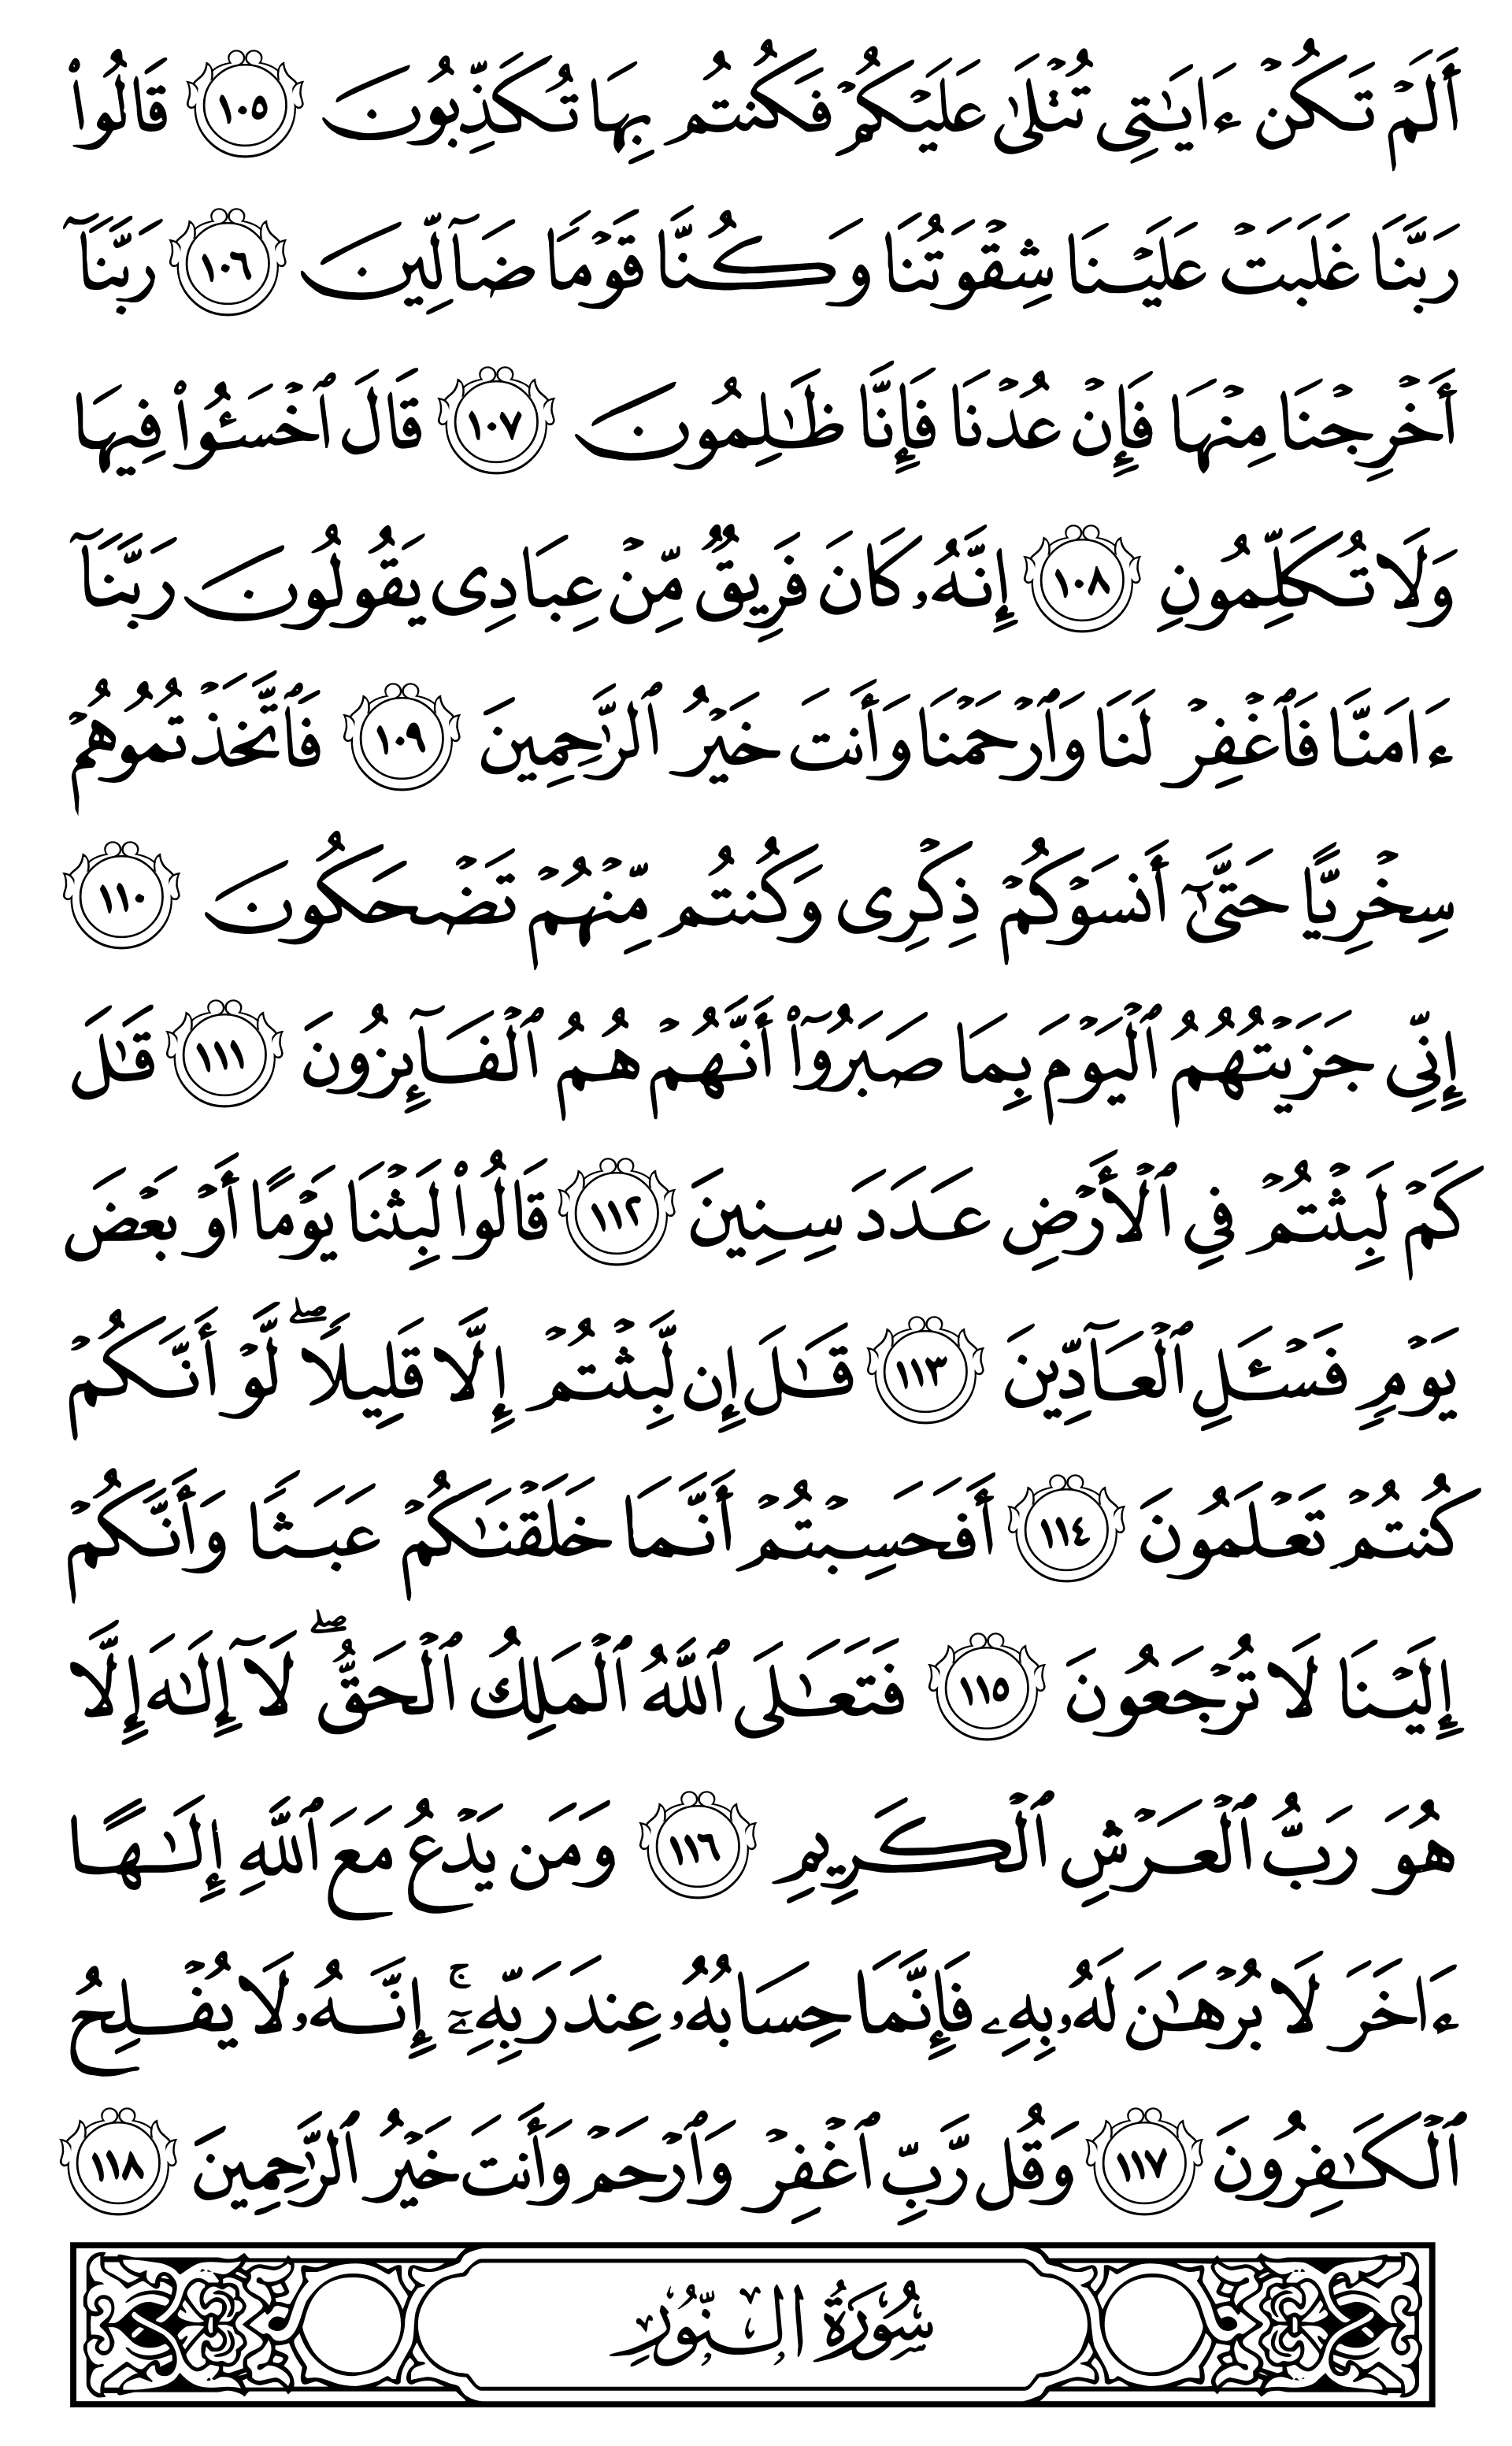 أَلَمۡ تَكُنۡ ءَايَٰتِي تُتۡلَىٰ عَلَيۡكُمۡ فَكُنتُم بِهَا تُكَذِّبُونَ ١٠٥ قَالُواْ
رَبَّنَا غَلَبَتۡ عَلَيۡنَا شِقۡوَتُنَا وَكُنَّا قَوۡمٗا ضَآلِّينَ ١٠٦ رَبَّنَآ
أَخۡرِجۡنَا مِنۡهَا فَإِنۡ عُدۡنَا فَإِنَّا ظَٰلِمُونَ ١٠٧ قَالَ ٱخۡسَـُٔواْ فِيهَا
وَلَا تُكَلِّمُونِ ١٠٨ إِنَّهُۥ كَانَ فَرِيقٞ مِّنۡ عِبَادِي يَقُولُونَ رَبَّنَآ
ءَامَنَّا فَٱغۡفِرۡ لَنَا وَٱرۡحَمۡنَا وَأَنتَ خَيۡرُ ٱلرَّٰحِمِينَ ١٠٩ فَٱتَّخَذۡتُمُوهُمۡ
سِخۡرِيًّا حَتَّىٰٓ أَنسَوۡكُمۡ ذِكۡرِي وَكُنتُم مِّنۡهُمۡ تَضۡحَكُونَ ١١٠
إِنِّي جَزَيۡتُهُمُ ٱلۡيَوۡمَ بِمَا صَبَرُوٓاْ أَنَّهُمۡ هُمُ ٱلۡفَآئِزُونَ ١١١ قَٰلَ
كَمۡ لَبِثۡتُمۡ فِي ٱلۡأَرۡضِ عَدَدَ سِنِينَ ١١٢ قَالُواْ لَبِثۡنَا يَوۡمًا أَوۡ بَعۡضَ
يَوۡمٖ فَسۡـَٔلِ ٱلۡعَآدِّينَ ١١٣ قَٰلَ إِن لَّبِثۡتُمۡ إِلَّا قَلِيلٗاۖ لَّوۡ أَنَّكُمۡ
كُنتُمۡ تَعۡلَمُونَ ١١٤ أَفَحَسِبۡتُمۡ أَنَّمَا خَلَقۡنَٰكُمۡ عَبَثٗا وَأَنَّكُمۡ
إِلَيۡنَا لَا تُرۡجَعُونَ ١١٥ فَتَعَٰلَى ٱللَّهُ ٱلۡمَلِكُ ٱلۡحَقُّۖ لَآ إِلَٰهَ إِلَّا
هُوَ رَبُّ ٱلۡعَرۡشِ ٱلۡكَرِيمِ ١١٦ وَمَن يَدۡعُ مَعَ ٱللَّهِ إِلَٰهًا
ءَاخَرَ لَا بُرۡهَٰنَ لَهُۥ بِهِۦ فَإِنَّمَا حِسَابُهُۥ عِندَ رَبِّهِۦٓۚ إِنَّهُۥ لَا يُفۡلِحُ
ٱلۡكَٰفِرُونَ ١١٧ وَقُل رَّبِّ ٱغۡفِرۡ وَٱرۡحَمۡ وَأَنتَ خَيۡرُ ٱلرَّٰحِمِينَ ١١٨
سُورَةُ النُّورِ